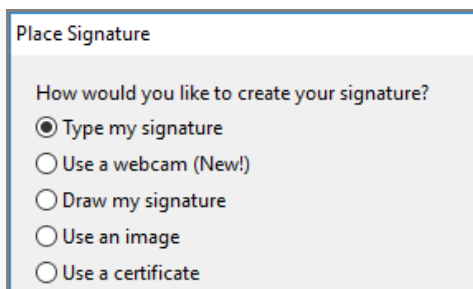 Place Signature
How would you like to create your signature?
Type my signature
Use a webcam (New!)
Draw my signature
Use an image
Use a certificate